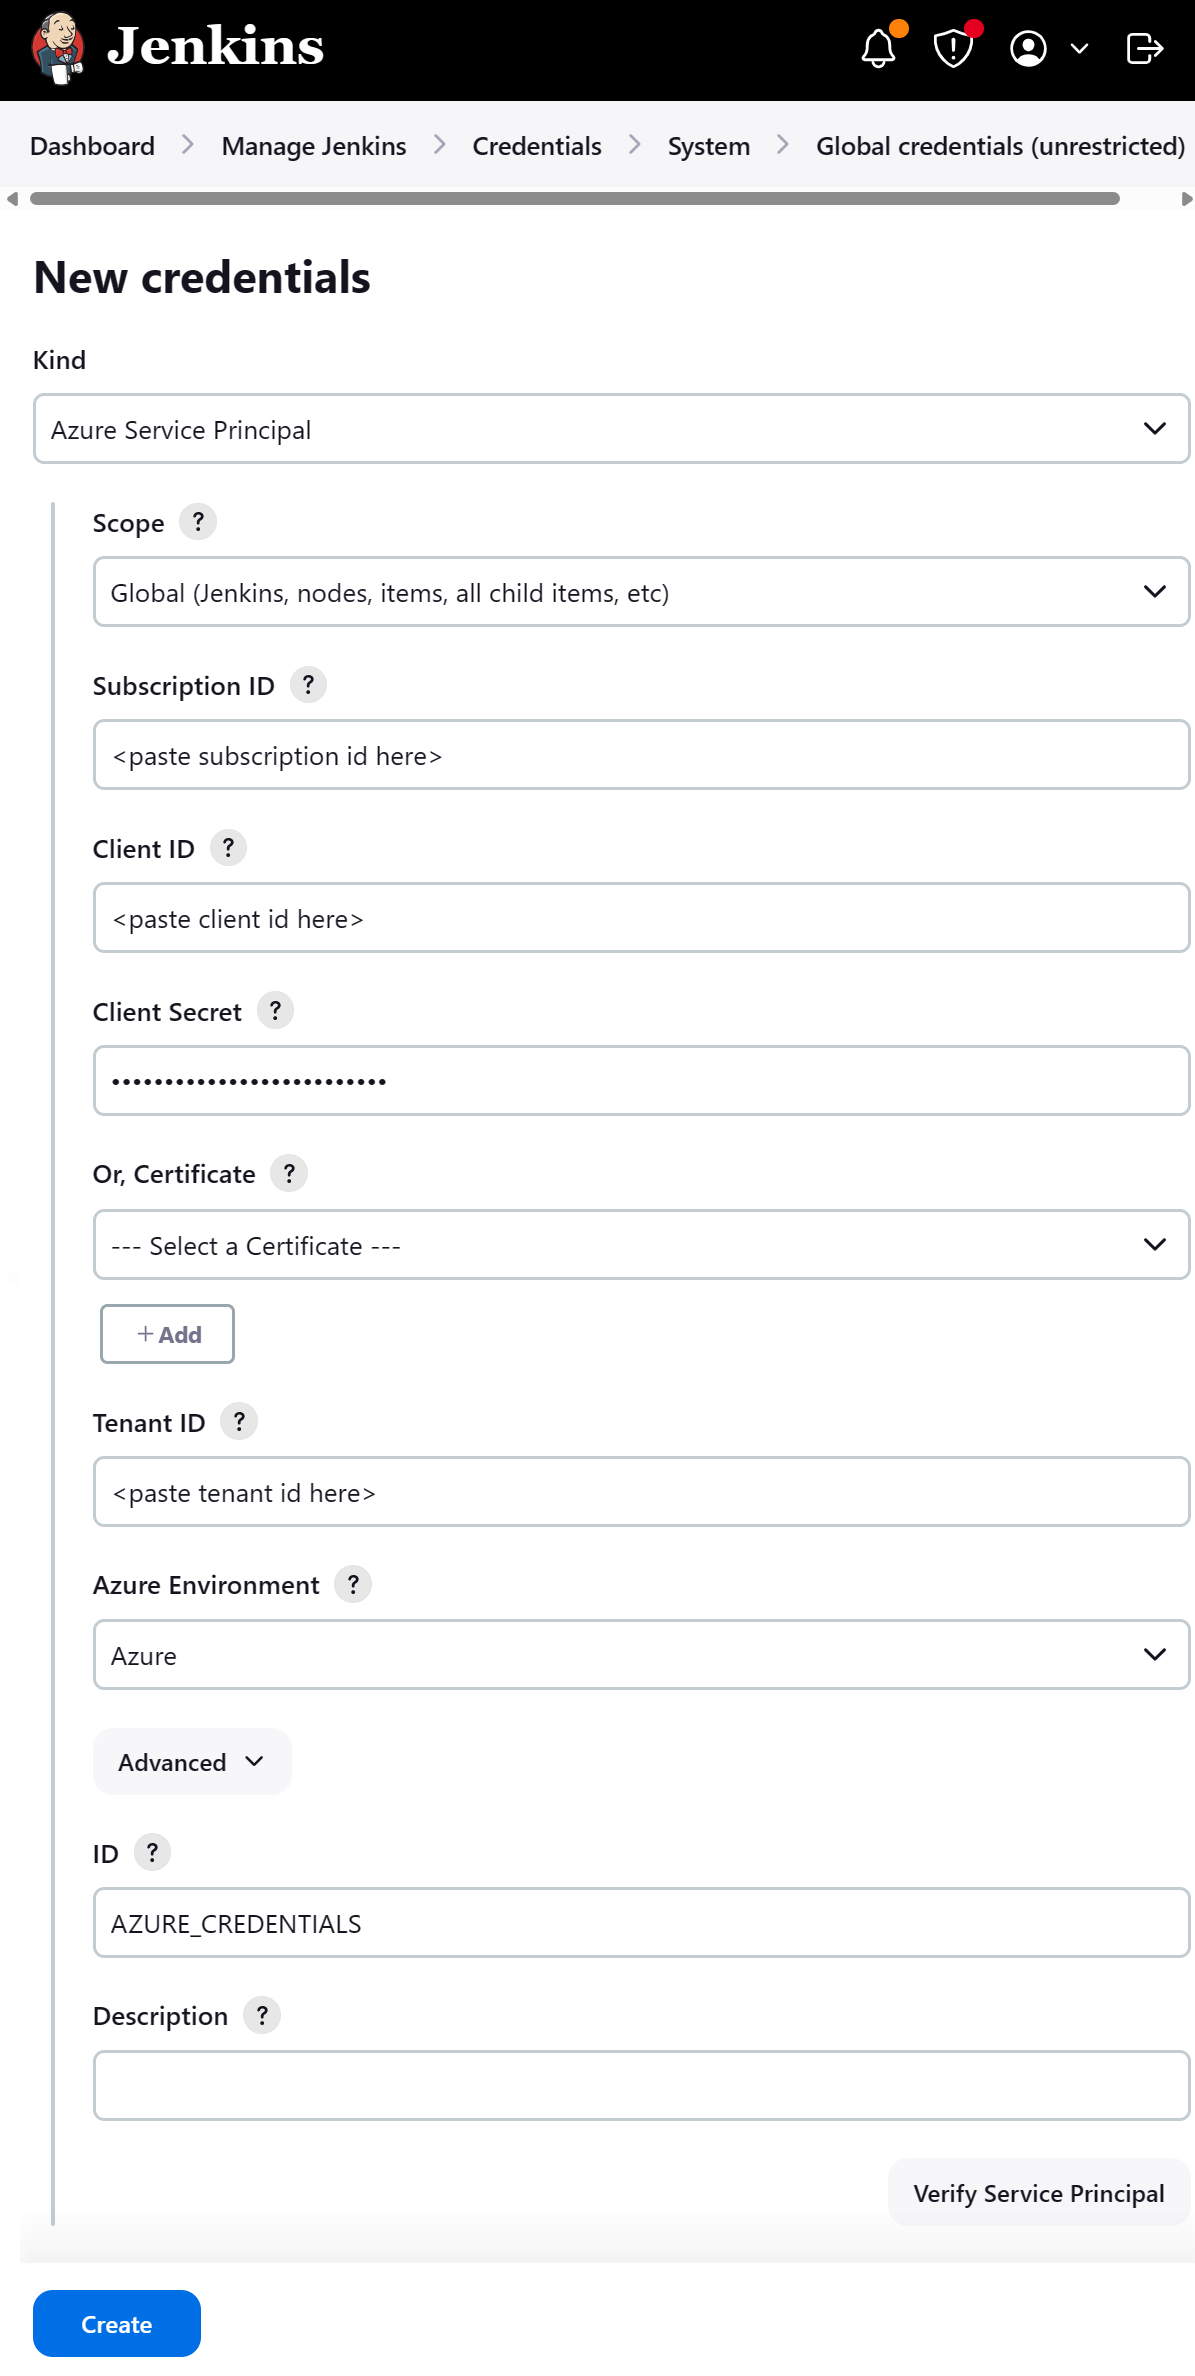 Jenkins
Dashboard > Manage Jenkins > Credentials > System > Global credentials (unrestricted)
New credentials
Kind
Azure Service Principal
Scope ?
Global (Jenkins, nodes, items, all child items, etc)
Subscription ID ?
<paste subscription id here>
Client ID ?
<paste client id here>
Client Secret ?
••••••••••••••••••••••••••
Or, Certificate ?
--- Select a Certificate ---
+ Add
Tenant ID ?
<paste tenant id here>
Azure Environment ?
Azure
Advanced
ID ?
AZURE_CREDENTIALS
Description ?
Verify Service Principal
Create